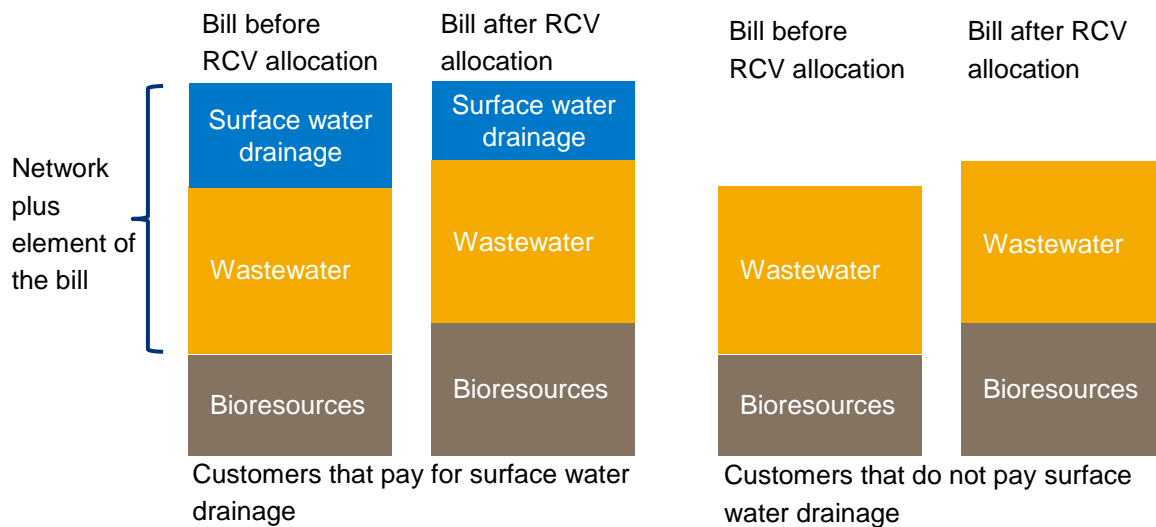 Bill before
RCV allocation
Bill after RCV
allocation
Bill before
RCV allocation
Bill after RCV
allocation
Network
plus
element of
the bill
Surface water
drainage
Wastewater
Bioresources
Surface water
drainage
Wastewater
Bioresources
Wastewater
Bioresources
Wastewater
Bioresources
Customers that pay for surface water
drainage
Customers that do not pay surface
water drainage